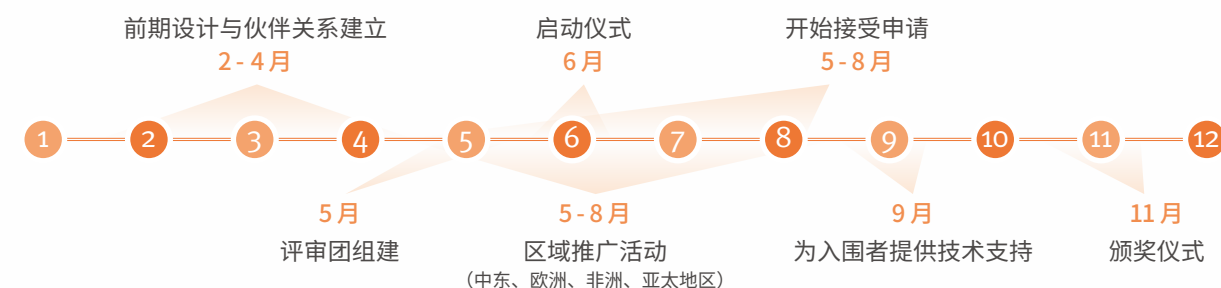 前期设计与伙伴关系建立
2 - 4 月
启动仪式
6 月
开始接受申请
5 - 8 月
1 2 3 4 5 6 7 8 9 10 11 12
5 月
评审团组建
5 - 8 月
区域推广活动
（中东、欧洲、非洲、亚太地区）
9 月
为入围者提供技术支持
11 月
颁奖仪式